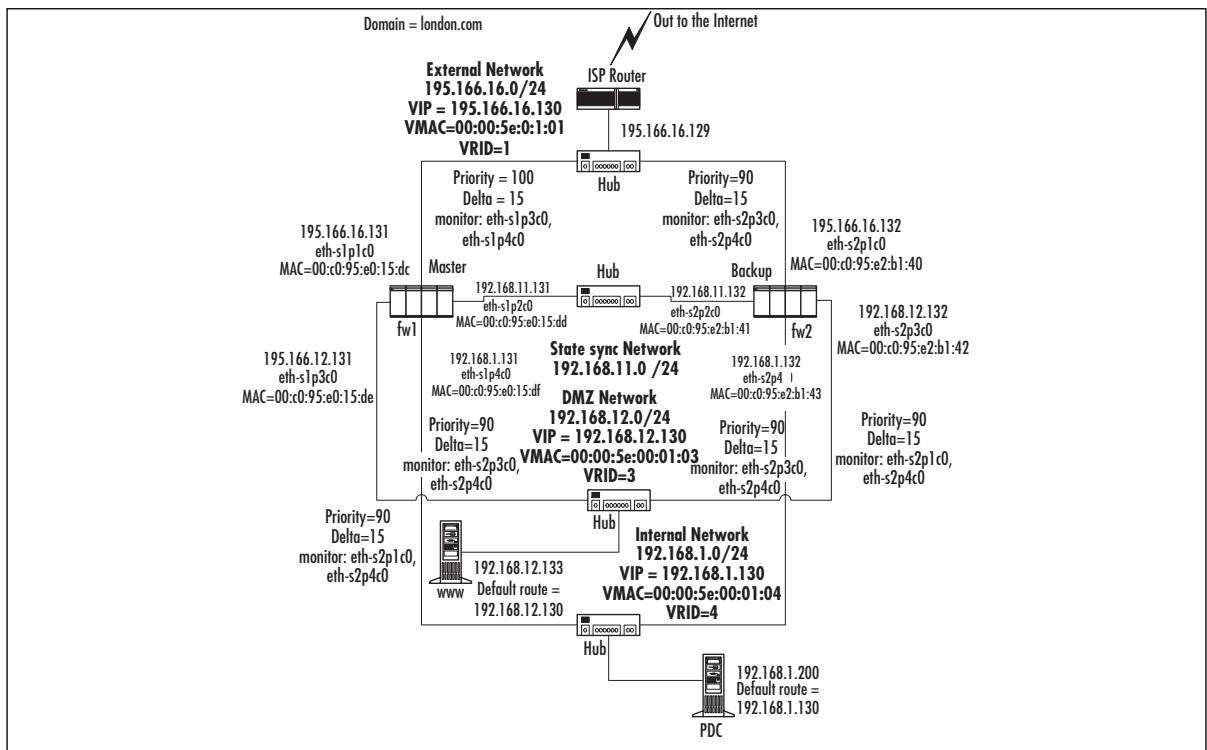 Domain = london.com
Out to the Internet
External Network
195.166.16.0/24
VIP = 195.166.16.130
VMAC=00:00:5e:0:1:01
VRID=1
ISP Router
195.166.16.129
Hub
Priority = 100
Delta = 15
monitor: eth-s1p3c0,
eth-s1p4c0
Priority=90
Delta=15
monitor: eth-s2p3c0,
eth-s2p4c0
195.166.16.131
eth-s1p1c0
MAC=00:c0:95:e0:15:dc
195.166.16.132
eth-s2p1c0
MAC=00:c0:95:e2:b1:40
Master
Hub
Backup
192.168.11.131
eth-s1p2c0
MAC=00:c0:95:e0:15:dd
192.168.11.132
eth-s2p2c0
MAC=00:c0:95:e2:b1:41
fw1
fw2
192.168.12.132
eth-s2p3c0
MAC=00:c0:95:e2:b1:42
195.166.12.131
eth-s1p3c0
MAC=00:c0:95:e0:15:de
192.168.1.131
eth-s1p4c0
MAC=00:c0:95:e0:15:df
State sync Network
192.168.11.0 /24
192.168.1.132
eth-s2p4 )
MAC=00:c0:95:e2:b1:43
DMZ Network
192.168.12.0/24
VIP = 192.168.12.130
VMAC=00:00:5e:00:01:03
VRID=3
Priority=90
Delta=15
monitor: eth-s2p3c0,
eth-s2p4c0
Priority=90
Delta=15
monitor: eth-s2p3c0,
eth-s2p4c0
Priority=90
Delta=15
monitor: eth-s2p1c0,
eth-s2p4c0
Hub
Priority=90
Delta=15
monitor: eth-s2p1c0,
eth-s2p4c0
www
192.168.12.133
Default route =
192.168.12.130
Internal Network
192.168.1.0/24
VIP = 192.168.1.130
VMAC=00:00:5e:00:01:04
VRID=4
Hub
192.168.1.200
Default route =
192.168.1.130
PDC